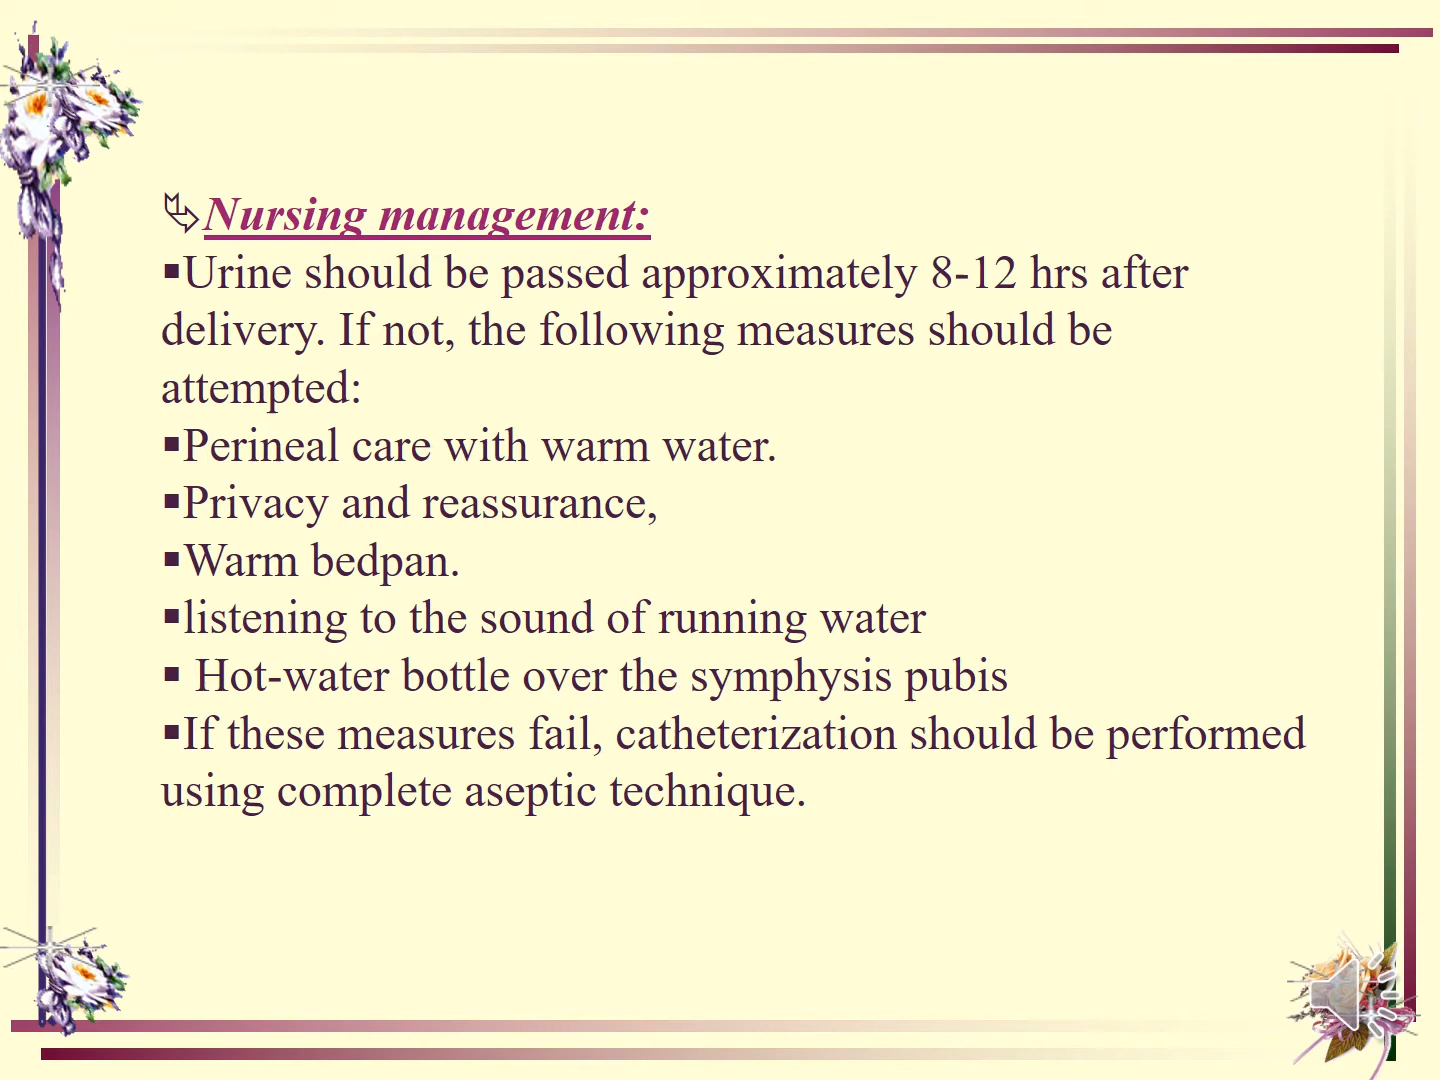 Nursing management:
▪Urine should be passed approximately 8-12 hrs after
delivery. If not, the following measures should be
attempted:
▪Perineal care with warm water.
▪Privacy and reassurance,
▪Warm bedpan.
▪listening to the sound of running water
▪ Hot-water bottle over the symphysis pubis
▪If these measures fail, catheterization should be performed
using complete aseptic technique.